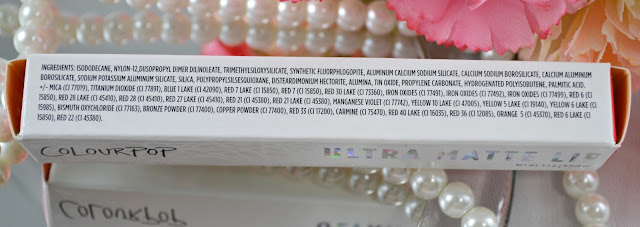 INGREDIENTS: ISODODECANE, NYLON-12,DIISOPROPYL DIMER DILINOLEATE, TRIMETHYLSILOXYSILICATE, SYNTHETIC FLUORPHLOGOPITE, ALUMINUM CALCIUM SODIUM SILICATE, CALCIUM SODIUM BOROSILICATE, CALCIUM ALUMINUM
BOROSILICATE, SODIUM POTASSIUM ALUMINUM SILICATE, SILICA, POLYPROPYLSILSESQUIOXANE, DISTEARDIMONIUM HECTORITE, ALUMINA, TIN OXIDE, PROPYLENE CARBONATE, HYDROGENATED POLYISOBUTENE, PALMITIC ACID.
+/- MICA (CI 77019), TITANIUM DIOXIDE (CI 77891), BLUE 1 LAKE (CI 42090), RED 7 LAKE (CI 15850), RED 7 (CI 15850), RED 30 LAKE (CI 73360), IRON OXIDES (CI 77491), IRON OXIDES (CI 77492), IRON OXIDES (CI 77499), RED 6 (CI
15850), RED 28 LAKE (CI 45410), RED 28 (CI 45410), RED 27 LAKE (CI 45410), RED 21 (CI 45380), RED 21 LAKE (CI 45380), MANGANESE VIOLET (CI 77742), YELLOW 10 LAKE (CI 47005), YELLOW 5 LAKE (CI 19140), YELLOW 6 LAKE (CI
15985), BISMUTH OXYCHLORIDE (CI 77163), BRONZE POWDER (CI 77400), COPPER POWDER (CI 77400), RED 33 (CI 17200), CARMINE (CI 75470), RED 40 LAKE (CI 16035), RED 36 (CI 12085), ORANGE 5 (CI 45370), RED 6 LAKE (CI
15850), RED 22 (CI 45380).
COLOURPOP ULTRA MATTE LIP